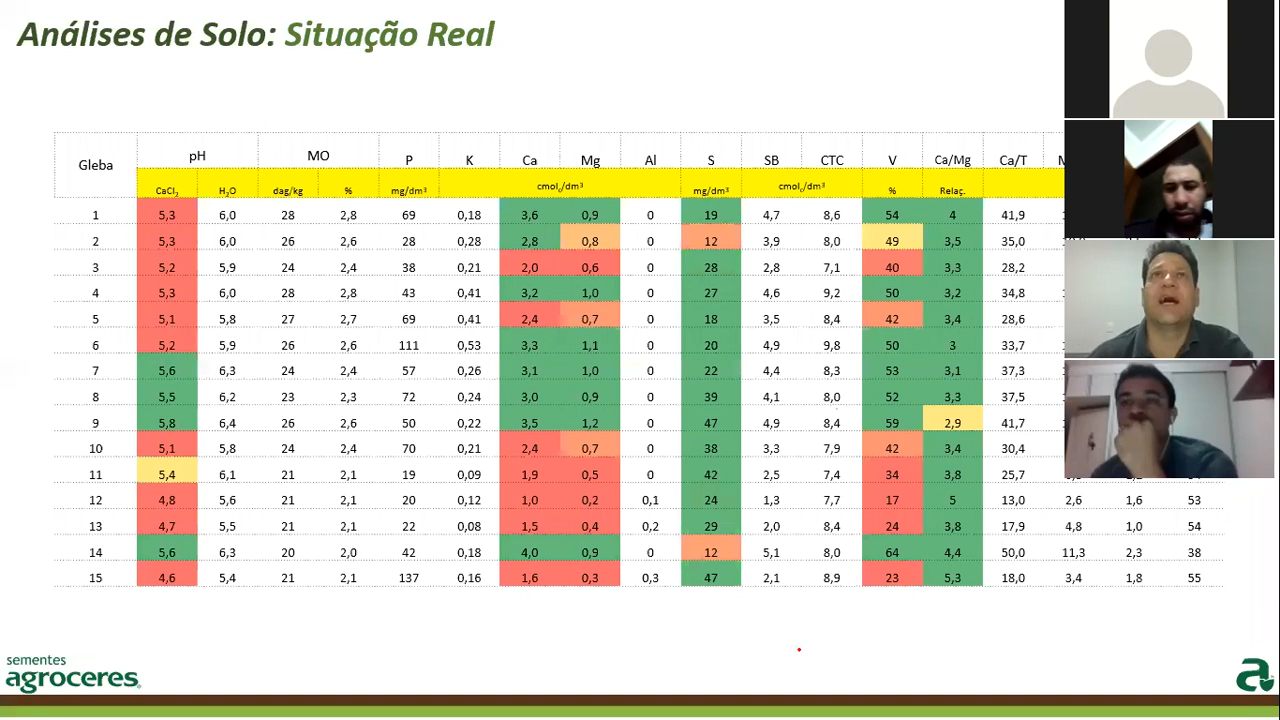 Análises de Solo: Situação Real
Gleba pH MO P K Ca Mg Al S SB CTC V Ca/Mg Ca/T
CaCl₂ H₂O dag/kg % mg/dm³ cmolc/dm³ mg/dm³ cmolc/dm³ % Relaç.
1 5,3 6,0 28 2,8 69 0,18 3,6 0,9 0 19 4,7 8,6 54 4 41,9
2 5,3 6,0 26 2,6 28 0,28 2,8 0,8 0 12 3,9 8,0 49 3,5 35,0
3 5,2 5,9 24 2,4 38 0,21 2,0 0,6 0 28 2,8 7,1 40 3,3 28,2
4 5,3 6,0 28 2,8 43 0,41 3,2 1,0 0 27 4,6 9,2 50 3,2 34,8
5 5,1 5,8 27 2,7 69 0,41 2,4 0,7 0 18 3,5 8,4 42 3,4 28,6
6 5,2 5,9 26 2,6 111 0,53 3,3 1,1 0 20 4,9 9,8 50 3 33,7
7 5,6 6,3 24 2,4 57 0,26 3,1 1,0 0 22 4,4 8,3 53 3,1 37,3
8 5,5 6,2 23 2,3 72 0,24 3,0 0,9 0 39 4,1 8,0 52 3,3 37,5
9 5,8 6,4 26 2,6 50 0,22 3,5 1,2 0 47 4,9 8,4 59 2,9 41,7
10 5,1 5,8 24 2,4 70 0,21 2,4 0,7 0 38 3,3 7,9 42 3,4 30,4
11 5,4 6,1 21 2,1 19 0,09 1,9 0,5 0 42 2,5 7,4 34 3,8 25,7
12 4,8 5,6 21 2,1 20 0,12 1,0 0,2 0,1 24 1,3 7,7 17 5 13,0 2,6 1,6 53
13 4,7 5,5 21 2,1 22 0,08 1,5 0,4 0,2 29 2,0 8,4 24 3,8 17,9 4,8 1,0 54
14 5,6 6,3 20 2,0 42 0,18 4,0 0,9 0 12 5,1 8,0 64 4,4 50,0 11,3 2,3 38
15 4,6 5,4 21 2,1 137 0,16 1,6 0,3 0,3 47 2,1 8,9 23 5,3 18,0 3,4 1,8 55
sementes
agroceres